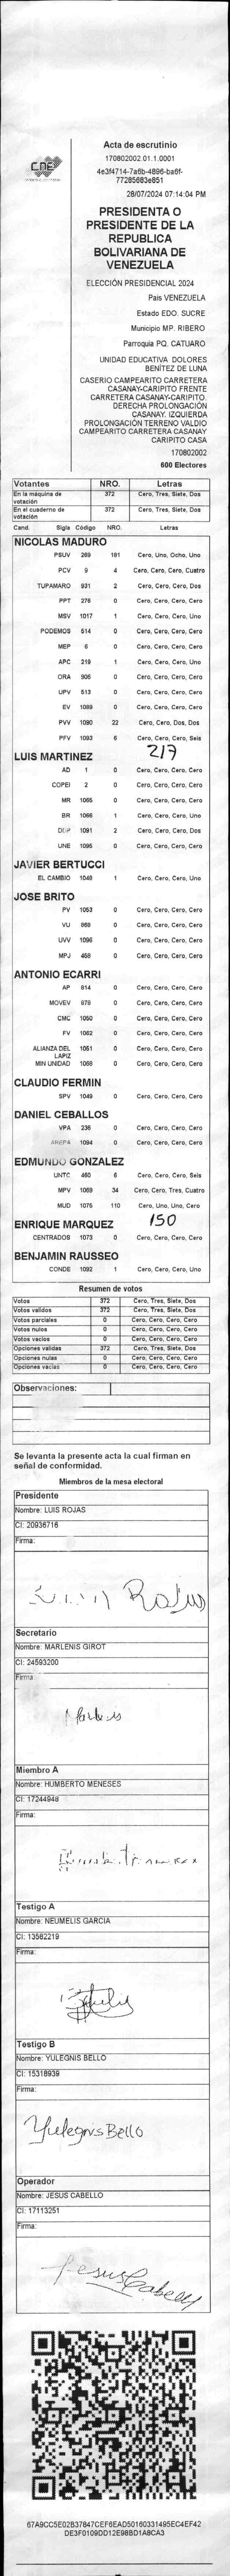 CNE
Acta de escrutinio
170802002.01.1.0001
4e3f4714-7a6b-4896-ba6f-
77285683e851
28/07/2024 07:14:04 PM
PRESIDENTA O
PRESIDENTE DE LA
REPUBLICA
BOLIVARIANA DE
VENEZUELA
ELECCIÓN PRESIDENCIAL 2024
Pais VENEZUELA
Estado EDO. SUCRE
Municipio MP. RIBERO
Parroquia PQ. CATUARO
UNIDAD EDUCATIVA DOLORES
BENÍTEZ DE LUNA
CASERIO CAMPEARITO CARRETERA
CASANAY-CARIPITO FRENTE
CARRETERA CASANAY-CARIPITO.
DERECHA PROLONGACIÓN
CASANAY. IZQUIERDA
PROLONGACIÓN TERRENO VALDIO
CAMPEARITO CARRETERA CASANAY
CARIPITO CASA
170802002
600 Electores
Votantes NRO. Letras
En la máquina de votación 372 Cero, Tres, Siete, Dos
En el cuaderno de votación 372 Cero, Tres, Siete, Dos
Cand. Sigla Código NRO. Letras
NICOLAS MADURO
PSUV 269 181 Cero, Uno, Ocho, Uno
PCV 9 4 Cero, Cero, Cero, Cuatro
TUPAMARO 931 2 Cero, Cero, Cero, Dos
PPT 276 0 Cero, Cero, Cero, Cero
MSV 1017 1 Cero, Cero, Cero, Uno
PODEMOS 514 0 Cero, Cero, Cero, Cero
MEP 6 0 Cero, Cero, Cero, Cero
APC 219 1 Cero, Cero, Cero, Uno
ORA 906 0 Cero, Cero, Cero, Cero
UPV 513 0 Cero, Cero, Cero, Cero
EV 1089 0 Cero, Cero, Cero, Cero
PVV 1090 22 Cero, Cero, Dos, Dos
PFV 1093 6 Cero, Cero, Cero, Seis
217
LUIS MARTINEZ
AD 1 0 Cero, Cero, Cero, Cero
COPEI 2 0 Cero, Cero, Cero, Cero
MR 1065 0 Cero, Cero, Cero, Cero
BR 1066 1 Cero, Cero, Cero, Uno
DDP 1091 2 Cero, Cero, Cero, Dos
UNE 1095 0 Cero, Cero, Cero, Cero
JAVIER BERTUCCI
EL CAMBIO 1048 1 Cero, Cero, Cero, Uno
JOSE BRITO
PV 1053 0 Cero, Cero, Cero, Cero
VU 868 0 Cero, Cero, Cero, Cero
UVV 1096 0 Cero, Cero, Cero, Cero
MPJ 458 0 Cero, Cero, Cero, Cero
ANTONIO ECARRI
AP 814 0 Cero, Cero, Cero, Cero
MOVEV 878 0 Cero, Cero, Cero, Cero
CMC 1050 0 Cero, Cero, Cero, Cero
FV 1062 0 Cero, Cero, Cero, Cero
ALIANZA DEL LAPIZ 1051 0 Cero, Cero, Cero, Cero
MIN UNIDAD 1068 0 Cero, Cero, Cero, Cero
CLAUDIO FERMIN
SPV 1049 0 Cero, Cero, Cero, Cero
DANIEL CEBALLOS
VPA 236 0 Cero, Cero, Cero, Cero
AREPA 1094 0 Cero, Cero, Cero, Cero
EDMUNDO GONZALEZ
UNTC 460 6 Cero, Cero, Cero, Seis
MPV 1069 34 Cero, Cero, Tres, Cuatro
MUD 1075 110 Cero, Uno, Uno, Cero
150
ENRIQUE MARQUEZ
CENTRADOS 1073 0 Cero, Cero, Cero, Cero
BENJAMIN RAUSSEO
CONDE 1092 1 Cero, Cero, Cero, Uno
Resumen de votos
Votos 372 Cero, Tres, Siete, Dos
Votos validos 372 Cero, Tres, Siete, Dos
Votos parciales 0 Cero, Cero, Cero, Cero
Votos nulos 0 Cero, Cero, Cero, Cero
Votos vacios 0 Cero, Cero, Cero, Cero
Opciones validas 372 Cero, Tres, Siete, Dos
Opciones nulas 0 Cero, Cero, Cero, Cero
Opciones vacias 0 Cero, Cero, Cero, Cero
Observaciones:
Se levanta la presente acta la cual firman en
señal de conformidad.
Miembros de la mesa electoral
Presidente
Nombre: LUIS ROJAS
CI: 20936716
Firma:
Rojas
Secretario
Nombre: MARLENIS GIROT
CI: 24593200
Firma:
Miembro A
Nombre: HUMBERTO MENESES
CI: 17244948
Firma:
Testigo A
Nombre: NEUMELIS GARCIA
CI: 13582219
Firma:
Testigo B
Nombre: YULEGNIS BELLO
CI: 15318939
Firma:
Yulegnis Bello
Operador
Nombre: JESUS CABELLO
CI: 17113251
Firma:
Jesus Cabello
67A9CC5E02B37847CEF6EAD50160331495EC4EF42
DE3F0109DD12E98BD1A8CA3